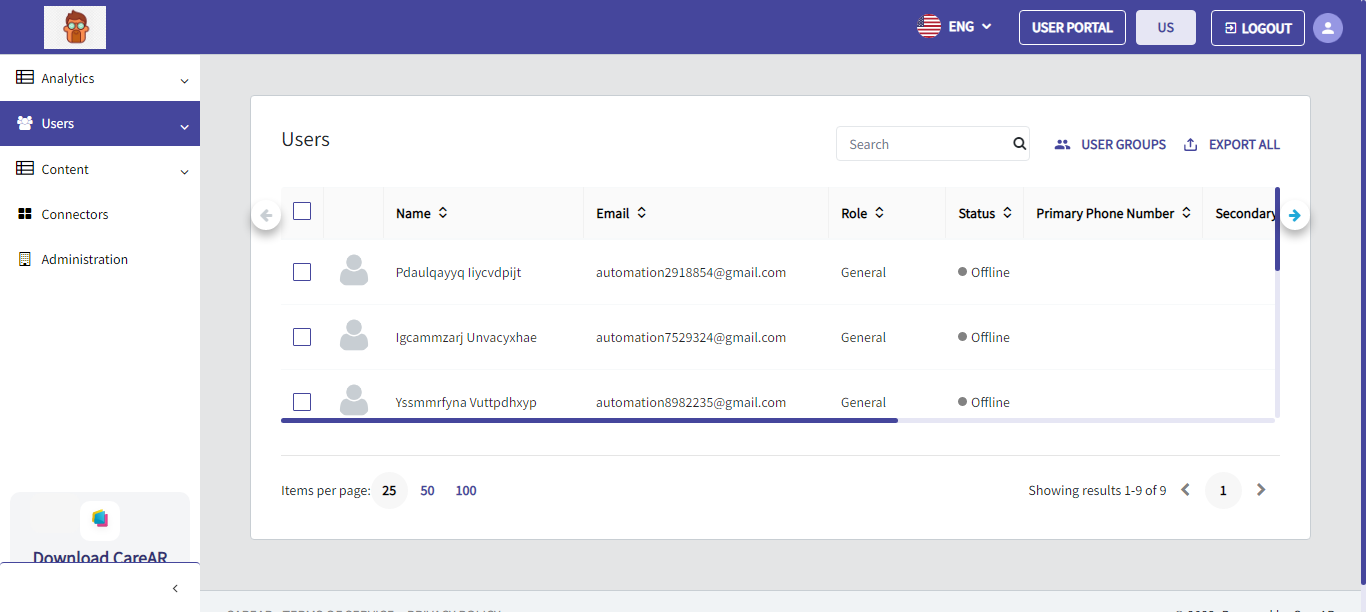 ENG
USER PORTAL
US
LOGOUT
Analytics
Users
Content
Connectors
Administration
Users
Search
USER GROUPS
EXPORT ALL
Name Email Role Status Primary Phone Number Secondary
Pdaulqayyq Iiycvdpijt automation2918854@gmail.com General Offline
Igcammzarj Unvacyxhae automation7529324@gmail.com General Offline
Yssmmrfyna Vuttpdhxyp automation8982235@gmail.com General Offline
Items per page: 25 50 100
Showing results 1-9 of 9 1
Download CareAR